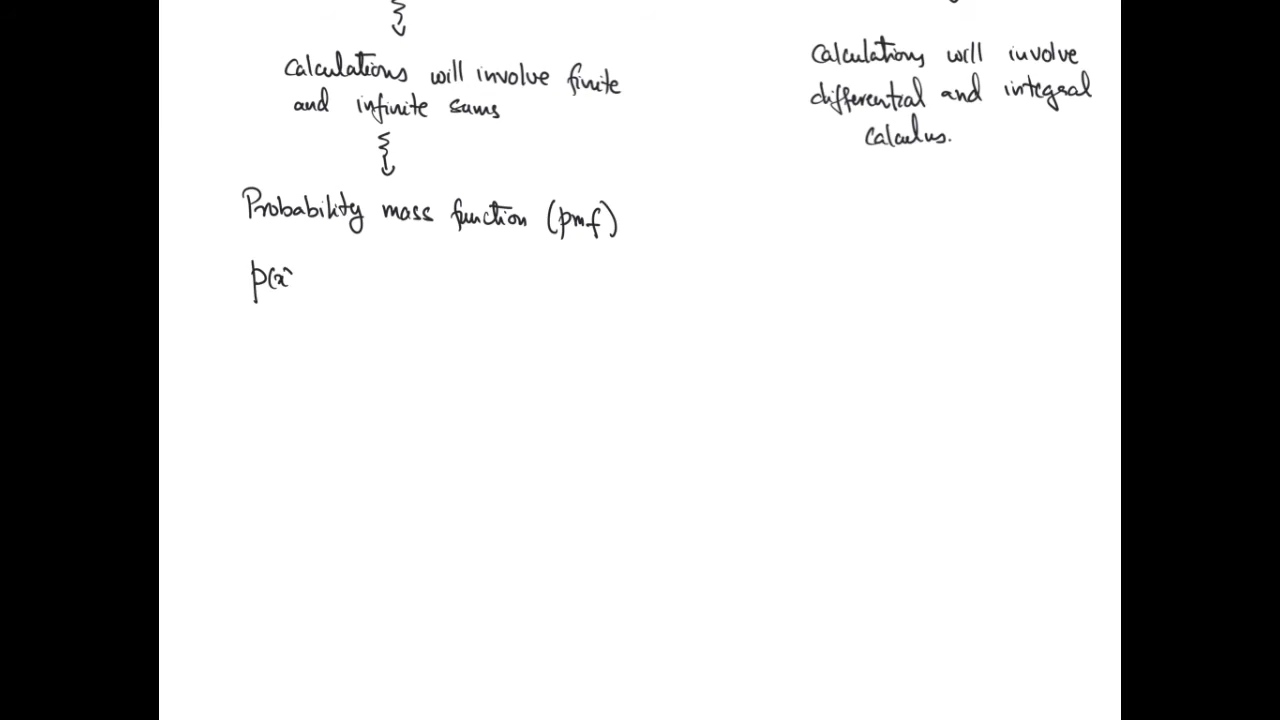 Calculations will involve finite
and infinite sums
Probability mass function (pmf)
p(x)
Calculations will involve
differential and integral
calculus.